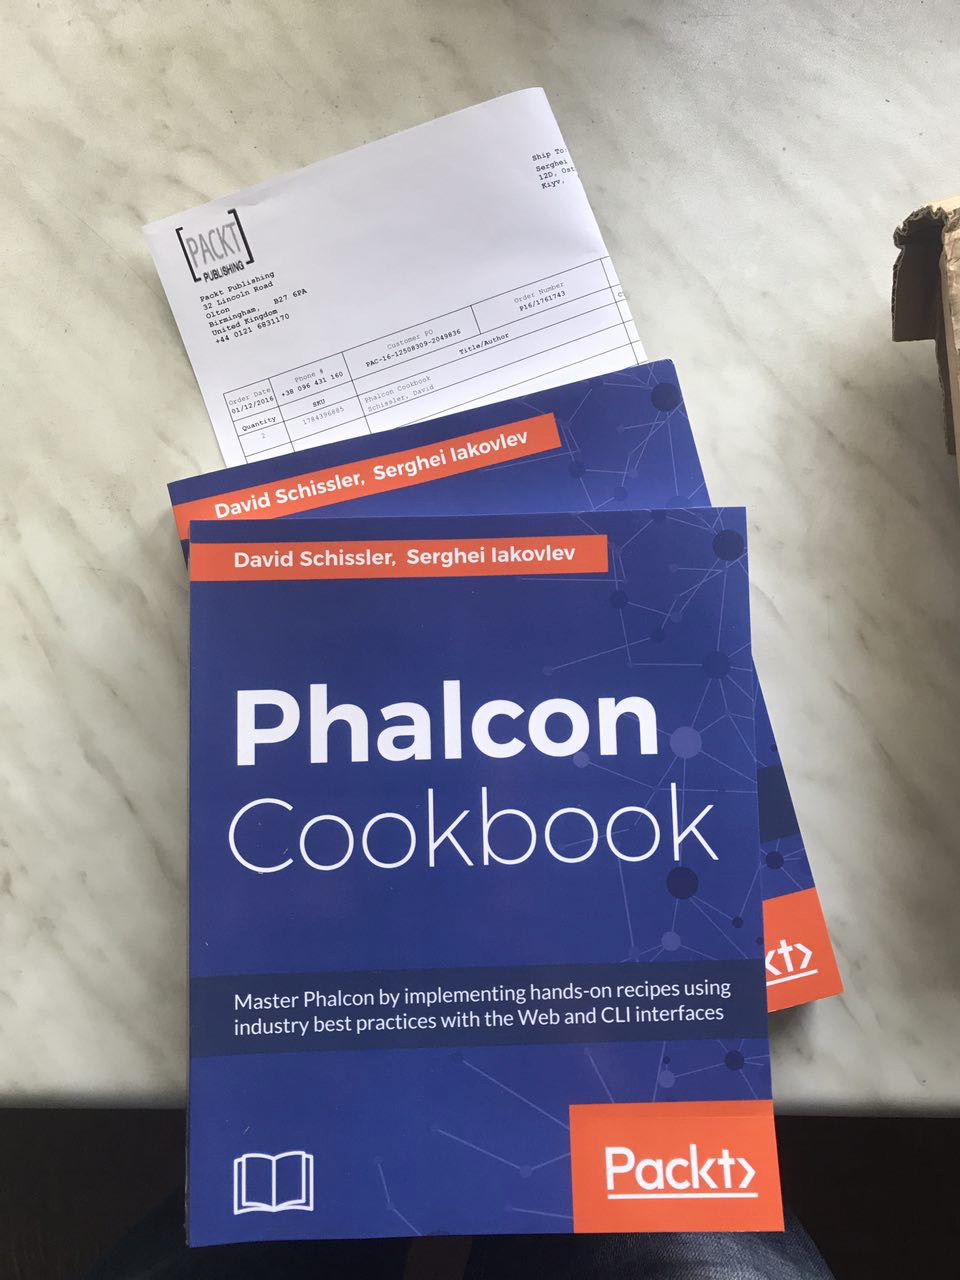 [PACKT]
PUBLISHING
Packt Publishing
32 Lincoln Road
Olton
Birmingham, B27 6PA
United Kingdom
+44 0121 6831170
Ship To:
Serghei
12D, Ost
Kiyv,
Order Date
01/12/2016
Phone #
+38 096 431 160
Customer PO
PAC-16-12508309-2049836
Order Number
P16/1761743
Quantity
SKU
Title/Author
2
1784396885
Phalcon Cookbook
Schissler, David
David Schissler, Serghei Iakovlev
David Schissler, Serghei Iakovlev
Phalcon
Cookbook
Master Phalcon by implementing hands-on recipes using
industry best practices with the Web and CLI interfaces
Packt>
kt>